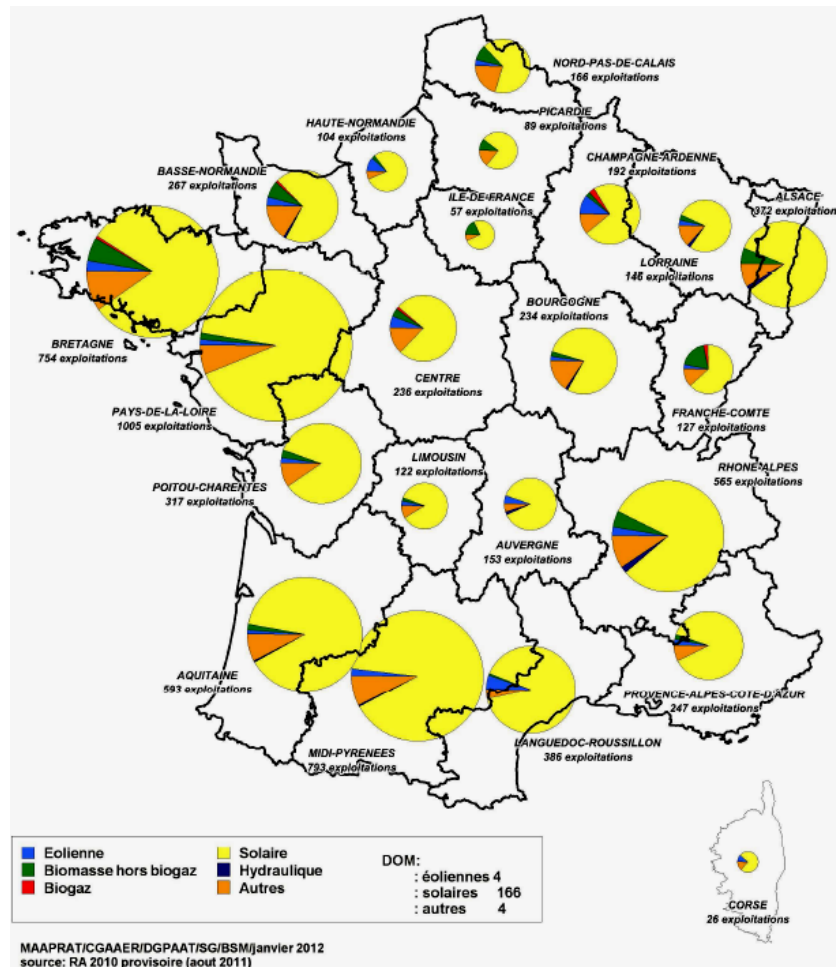 NORD-PAS-DE-CALAIS
166 exploitations
HAUTE-NORMANDIE
104 exploitations
PICARDIE
89 exploitations
BASSE-NORMANDIE
267 exploitations
CHAMPAGNE-ARDENNE
192 exploitations
ILE-DE-FRANCE
57 exploitations
ALSACE
372 exploitations
LORRAINE
146 exploitations
BRETAGNE
754 exploitations
BOURGOGNE
234 exploitations
CENTRE
236 exploitations
PAYS-DE-LA-LOIRE
1005 exploitations
FRANCHE-COMTE
127 exploitations
LIMOUSIN
122 exploitations
RHONE-ALPES
565 exploitations
POITOU-CHARENTES
317 exploitations
AUVERGNE
153 exploitations
AQUITAINE
593 exploitations
PROVENCE-ALPES-COTE-D'AZUR
247 exploitations
MIDI-PYRENEES
793 exploitations
LANGUEDOC-ROUSSILLON
386 exploitations
CORSE
26 exploitations
Eolienne
Biomasse hors biogaz
Biogaz
Solaire
Hydraulique
Autres
DOM:
: éoliennes 4
: solaires 166
: autres 4
MAAPRAT/CGAAER/DGPAAT/SG/BSM/janvier 2012
source: RA 2010 provisoire (aout 2011)